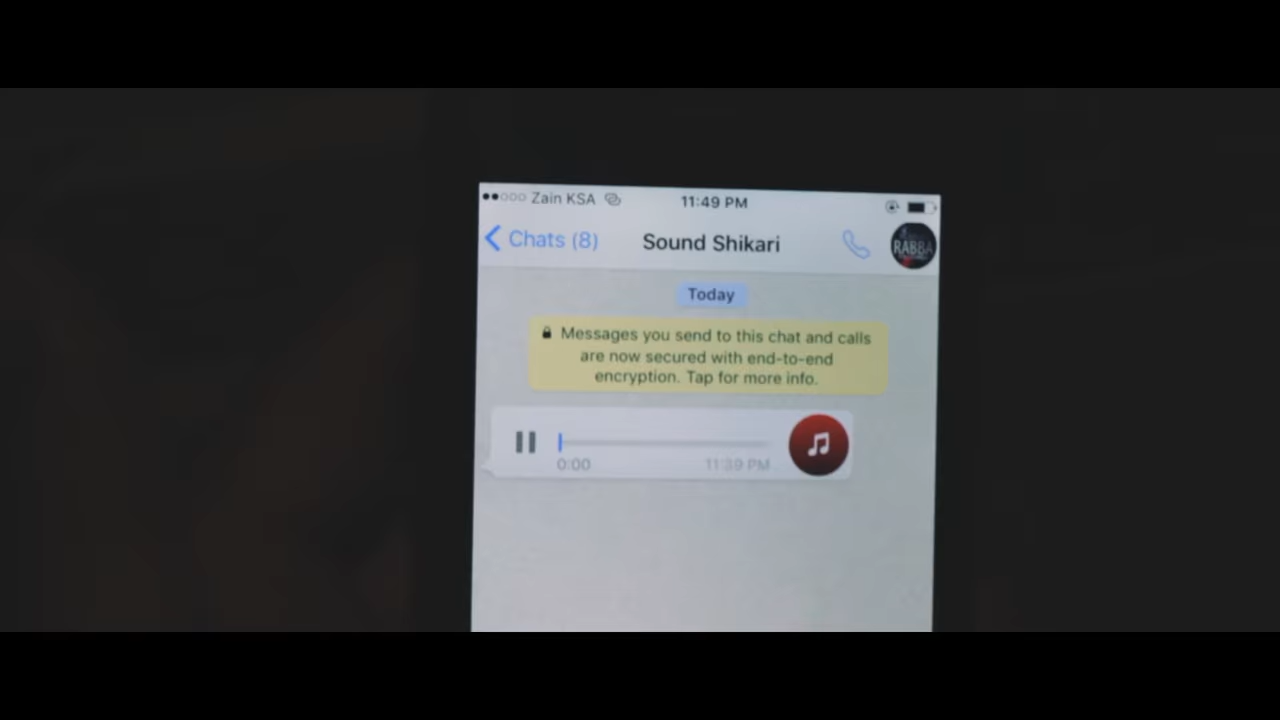 Zain KSA 11:49 PM
Chats (8) Sound Shikari RABBA
Today
Messages you send to this chat and calls
are now secured with end-to-end
encryption. Tap for more info.
0:00 11:39 PM